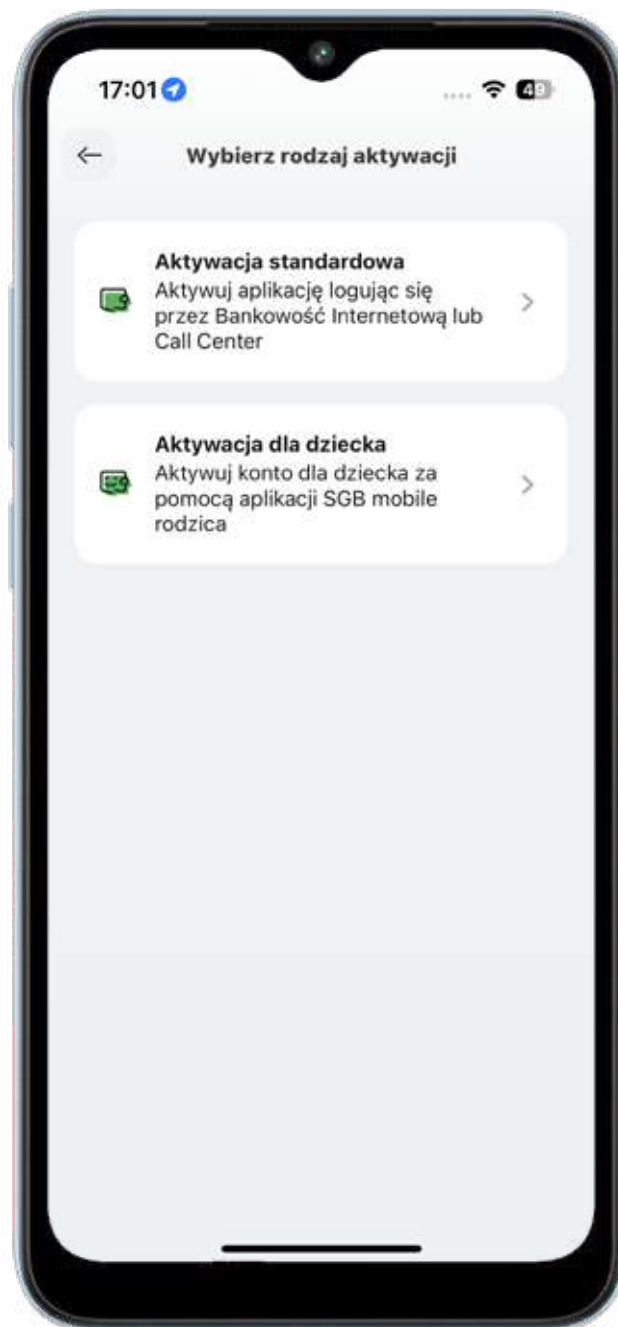 17:01
49
Wybierz rodzaj aktywacji
Aktywacja standardowa
Aktywuj aplikację logując się
przez Bankowość Internetową lub
Call Center
Aktywacja dla dziecka
Aktywuj konto dla dziecka za
pomocą aplikacji SGB mobile
rodzica